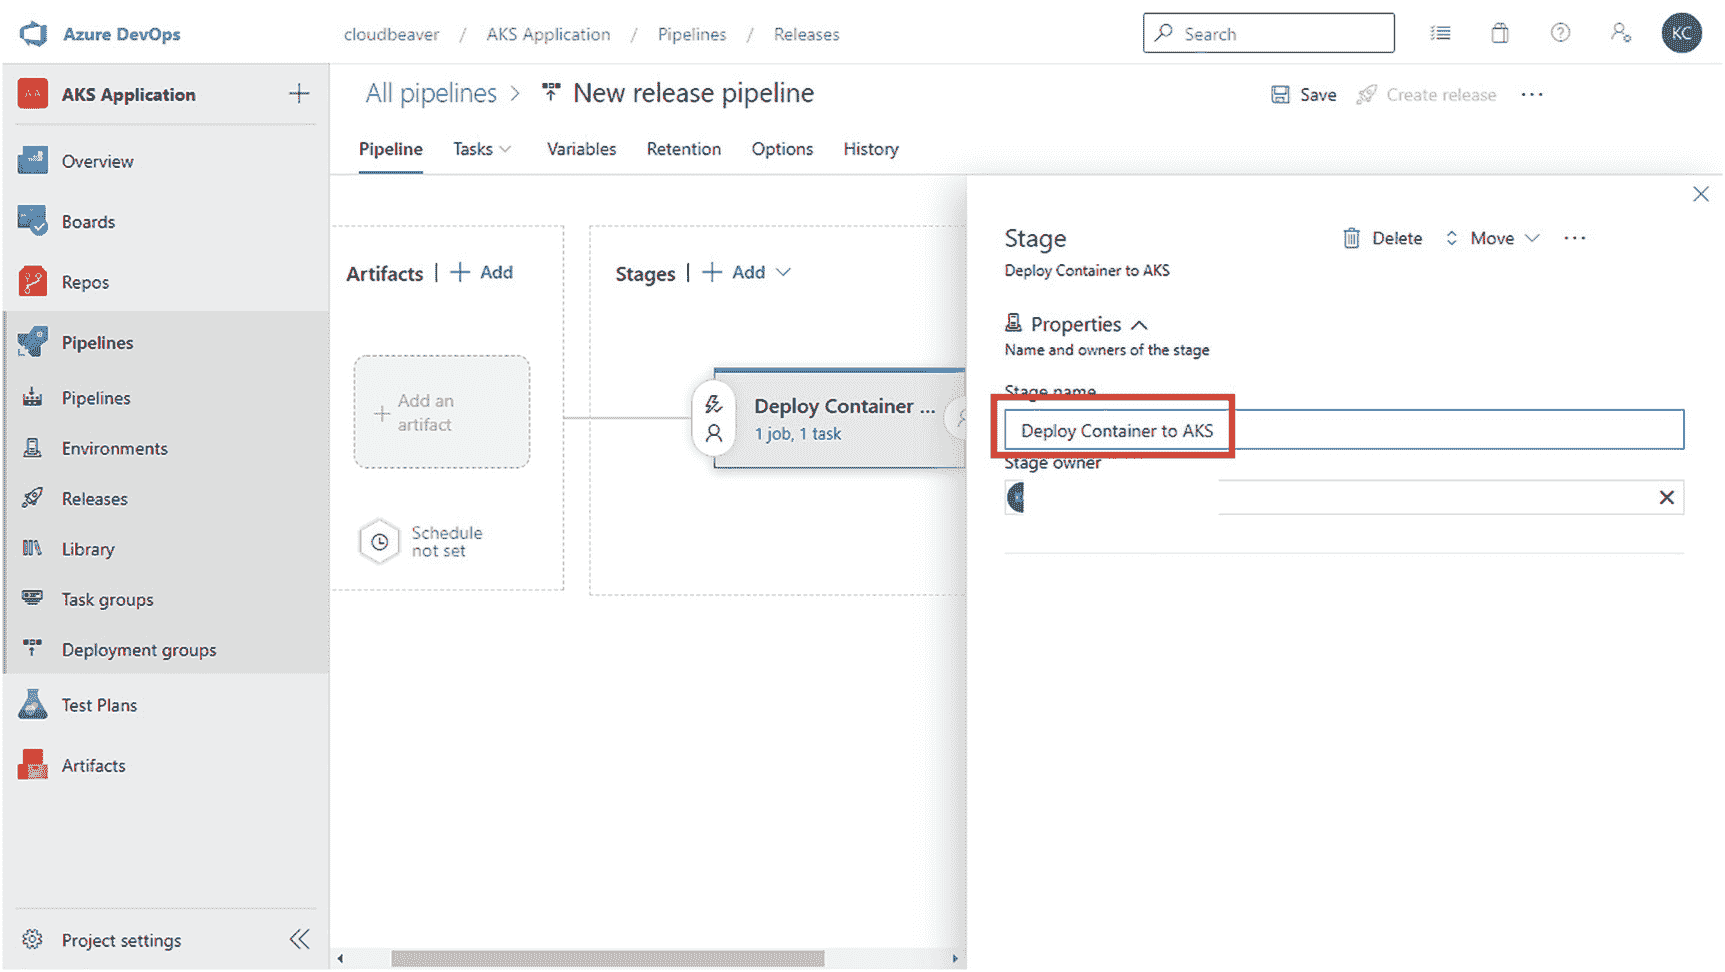 Azure DevOps
cloudbeaver / AKS Application / Pipelines / Releases
Search
KC
AA
AKS Application
All pipelines > New release pipeline
Save
Create release
...
Pipeline
Tasks
Variables
Retention
Options
History
Overview
Boards
Repos
Pipelines
Pipelines
Environments
Releases
Library
Task groups
Deployment groups
Test Plans
Artifacts
Project settings
Artifacts | + Add
+ Add an
artifact
Schedule
not set
Stages | + Add
Deploy Container ...
1 job, 1 task
Stage
Delete
Move
...
Deploy Container to AKS
Properties
Name and owners of the stage
Stage name
Deploy Container to AKS
Stage owner